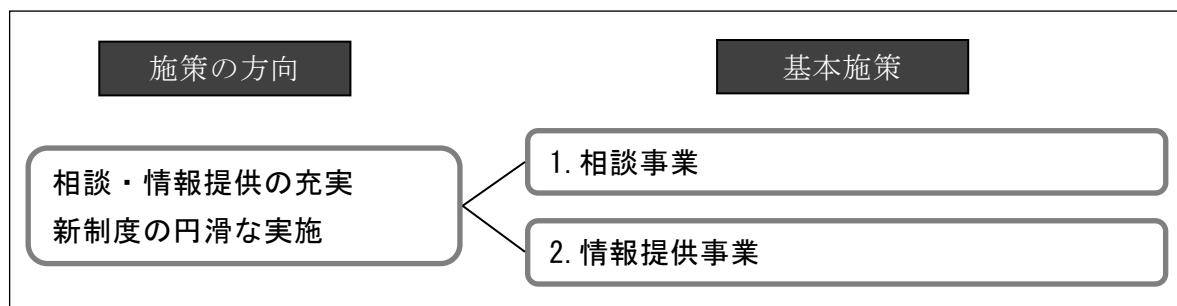 施策の方向
基本施策
相談・情報提供の充実
新制度の円滑な実施
1.相談事業
2.情報提供事業